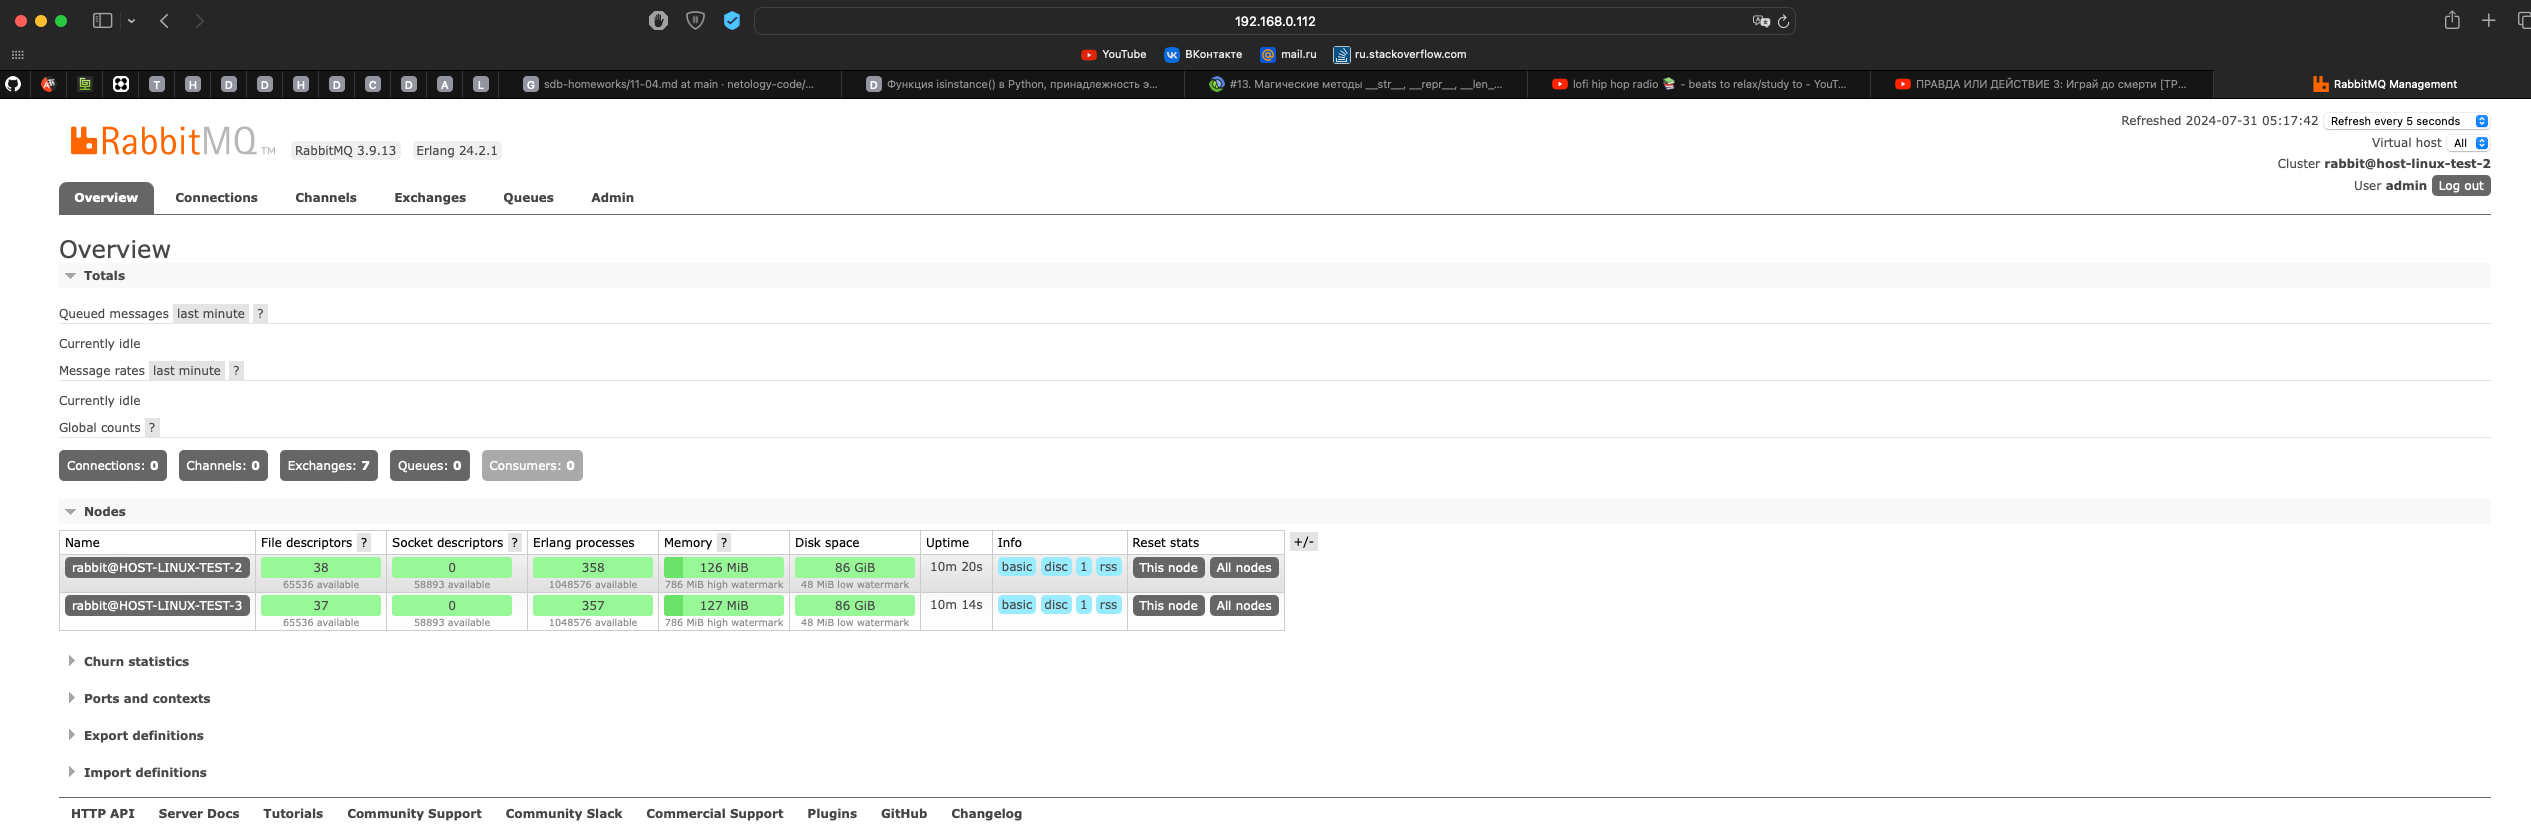 192.168.0.112
YouTube ВКонтакте mail.ru ru.stackoverflow.com
T H D D H D C D A L G sdb-homeworks/11-04.md at main · netology-code/... D Функция isinstance() в Python, принадлежность э... #13. Магические методы __str__, __repr__, __len_... lofi hip hop radio 📚 - beats to relax/study to - YouT... ПРАВДА ИЛИ ДЕЙСТВИЕ 3: Играй до смерти [ТР... RabbitMQ Management
Refreshed 2024-07-31 05:17:42 Refresh every 5 seconds
Virtual host All
Cluster rabbit@host-linux-test-2
User admin Log out
RabbitMQ TM RabbitMQ 3.9.13 Erlang 24.2.1
Overview Connections Channels Exchanges Queues Admin
Overview
Totals
Queued messages last minute ?
Currently idle
Message rates last minute ?
Currently idle
Global counts ?
Connections: 0 Channels: 0 Exchanges: 7 Queues: 0 Consumers: 0
Nodes
Name File descriptors ? Socket descriptors ? Erlang processes Memory ? Disk space Uptime Info Reset stats +/-
rabbit@HOST-LINUX-TEST-2 38 0 358 126 MiB 86 GiB 10m 20s basic disc 1 rss This node All nodes
65536 available 58893 available 1048576 available 786 MiB high watermark 48 MiB low watermark
rabbit@HOST-LINUX-TEST-3 37 0 357 127 MiB 86 GiB 10m 14s basic disc 1 rss This node All nodes
65536 available 58893 available 1048576 available 786 MiB high watermark 48 MiB low watermark
Churn statistics
Ports and contexts
Export definitions
Import definitions
HTTP API Server Docs Tutorials Community Support Community Slack Commercial Support Plugins GitHub Changelog